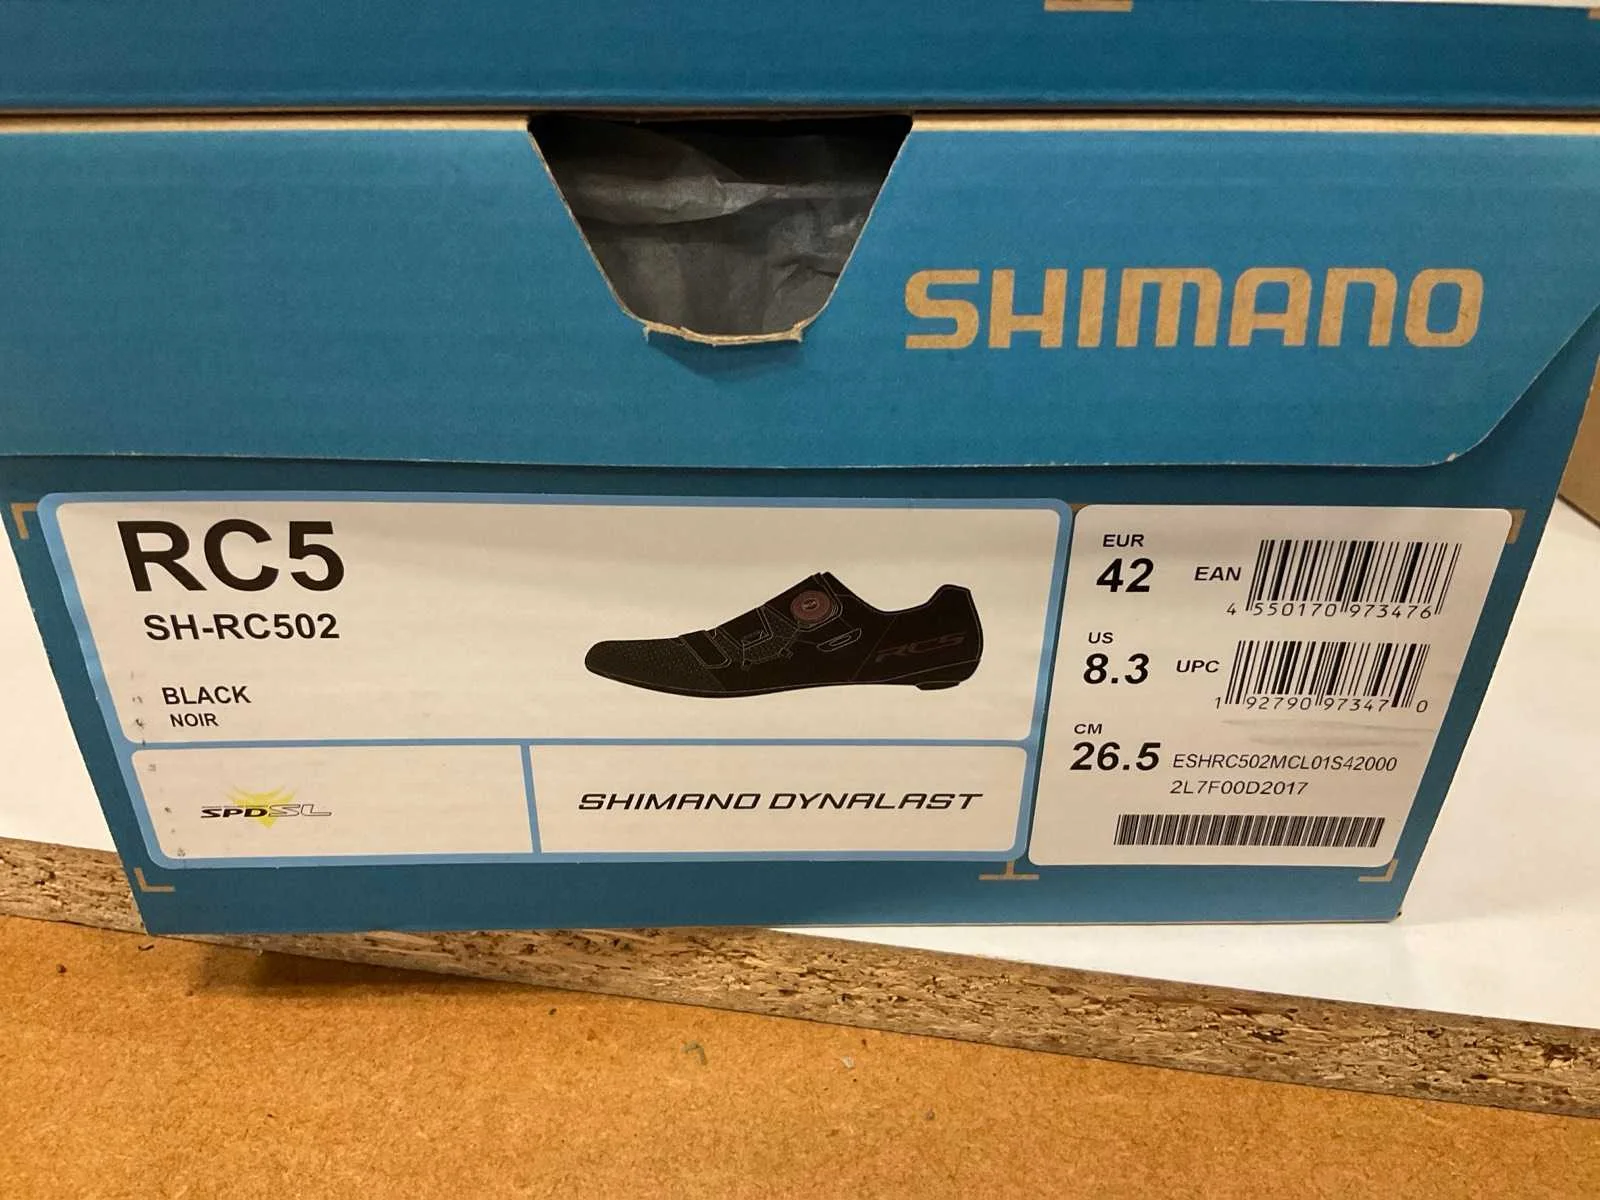 SHIMANO
RC5
SH-RC502
BLACK
NOIR
RC5
SPD-SL
SHIMANO DYNALAST
EUR
42
EAN
4 550170 973476
US
8.3
UPC
1 92790 97347 0
CM
26.5
ESHRC502MCL01S42000
2L7F00D2017